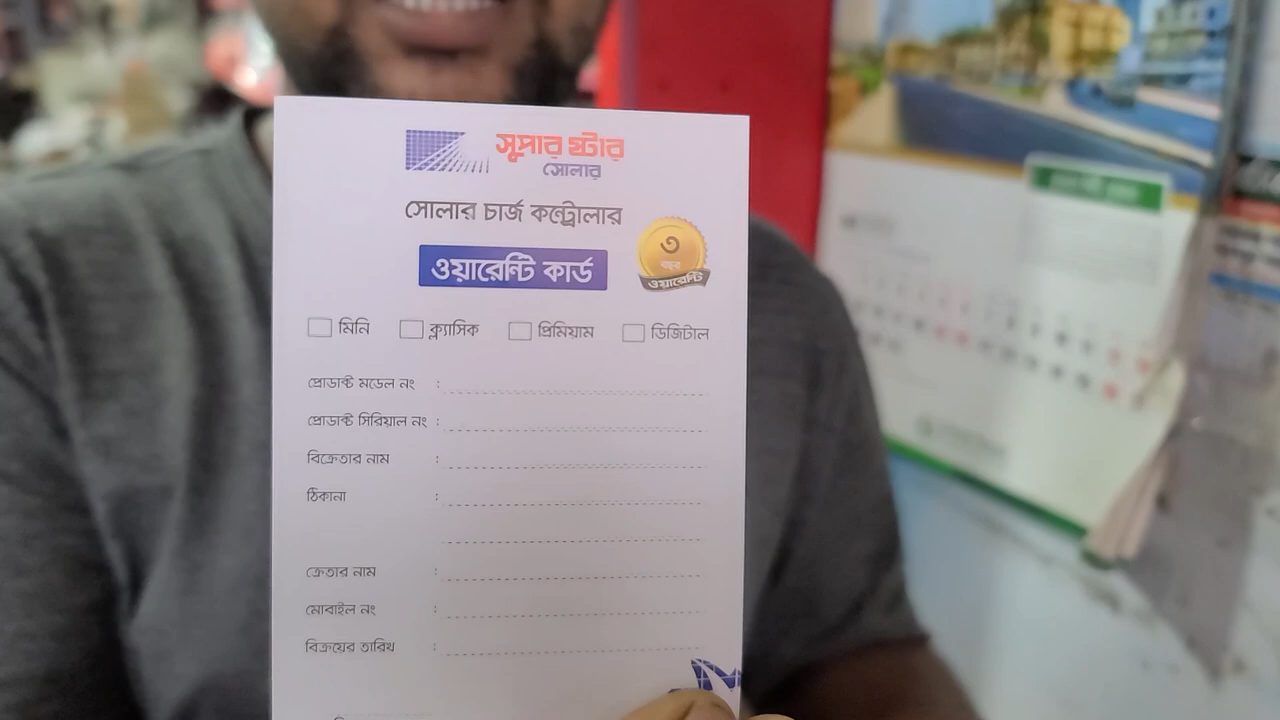 সুপার স্টার
সোলার
সোলার চার্জ কন্ট্রোলার
ওয়ারেন্টি কার্ড
৩
বছর
ওয়ারেন্টি
মিনি ক্ল্যাসিক প্রিমিয়াম ডিজিটাল
প্রোডাক্ট মডেল নং :
প্রোডাক্ট সিরিয়াল নং :
বিক্রেতার নাম :
ঠিকানা :
ক্রেতার নাম :
মোবাইল নং :
বিক্রয়ের তারিখ :